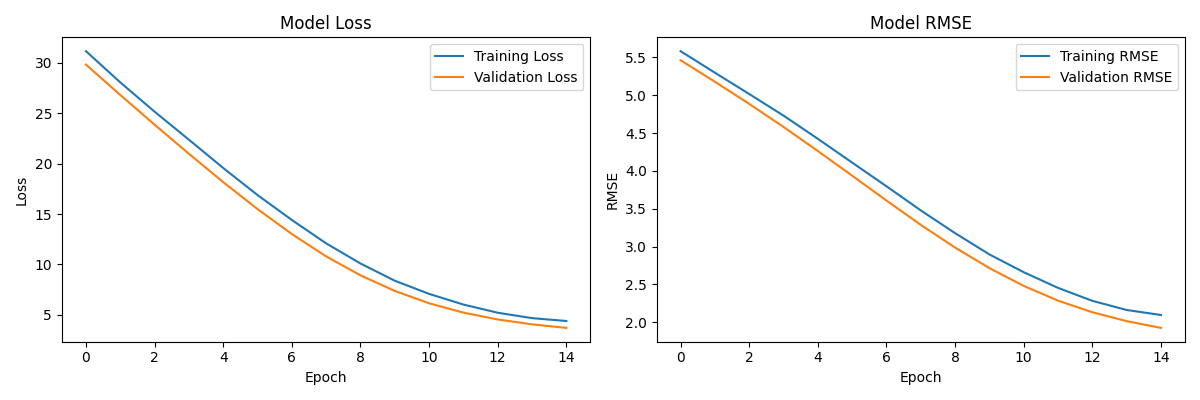 Model Loss
Training Loss
Validation Loss
30
25
20
15
10
5
Loss
0 2 4 6 8 10 12 14
Epoch
Model RMSE
Training RMSE
Validation RMSE
5.5
5.0
4.5
4.0
3.5
3.0
2.5
2.0
RMSE
0 2 4 6 8 10 12 14
Epoch